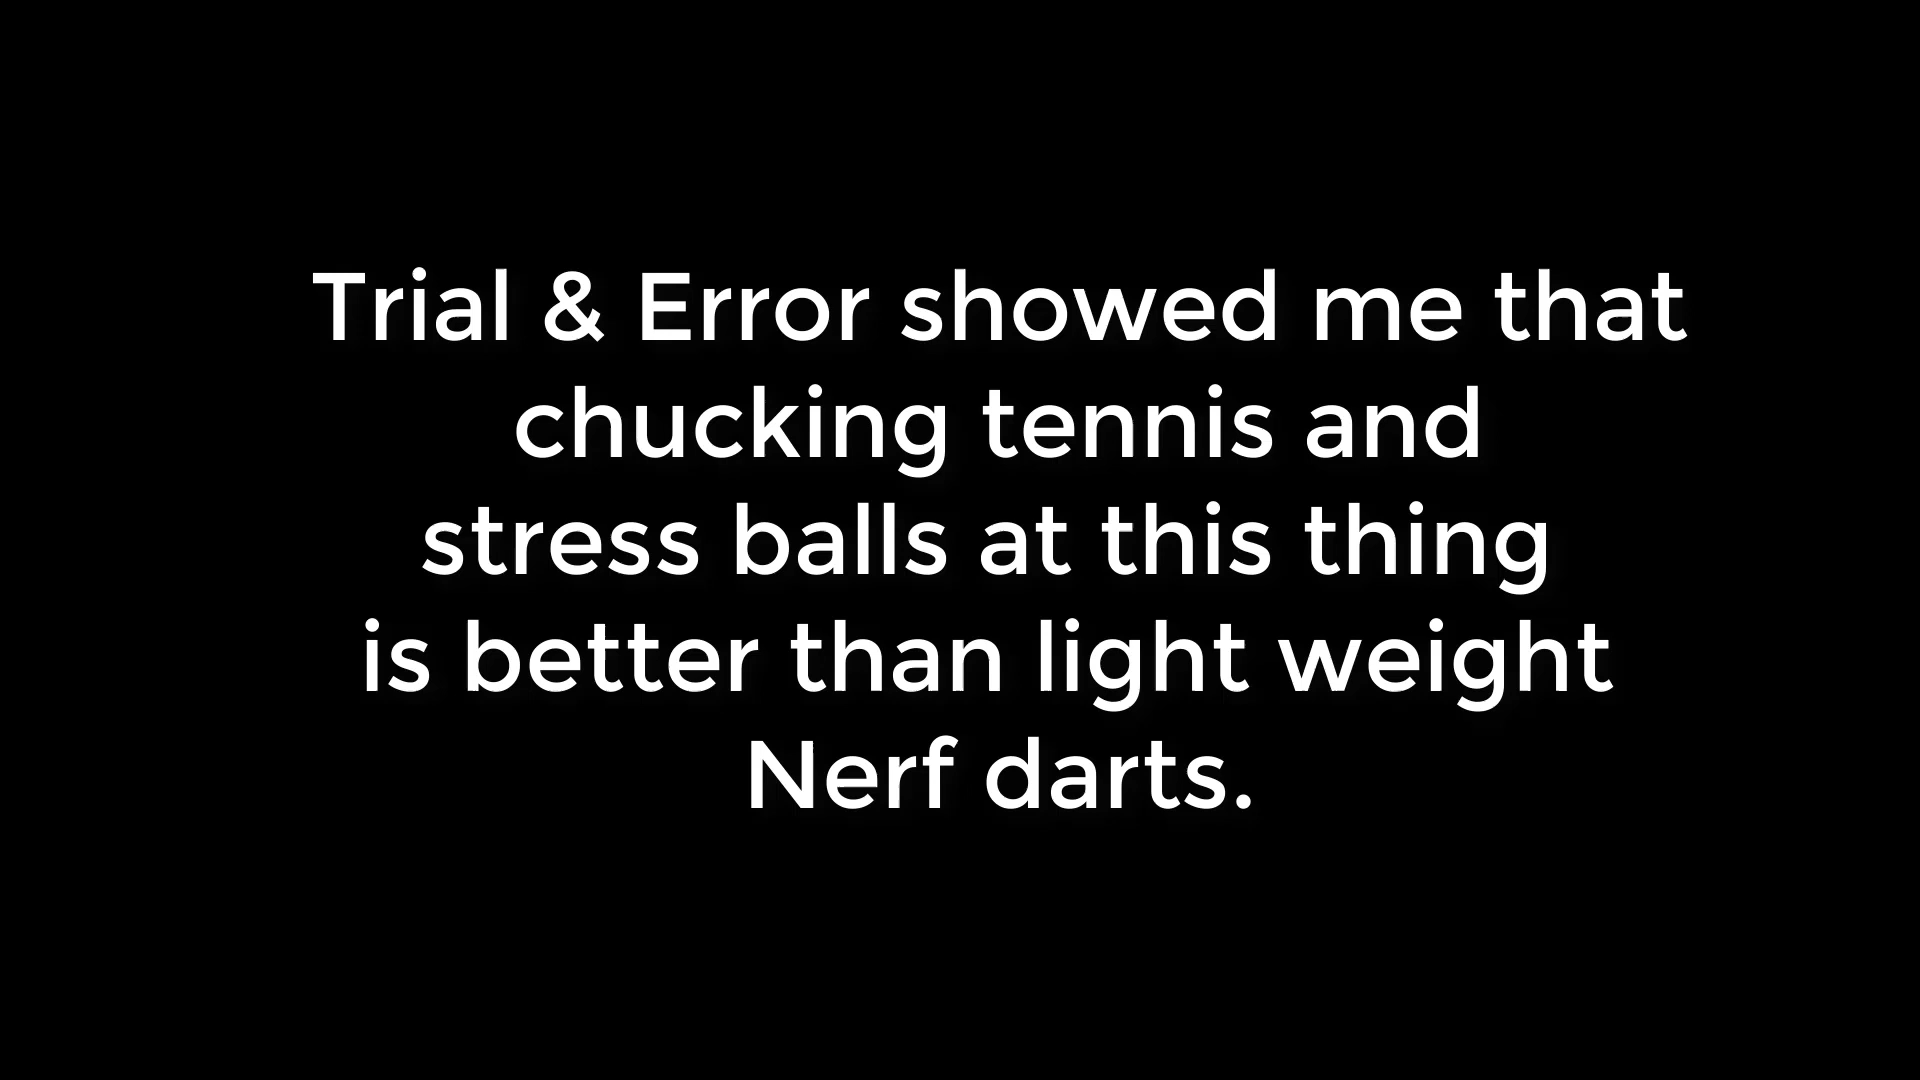 Trial & Error showed me that
chucking tennis and
stress balls at this thing
is better than light weight
Nerf darts.